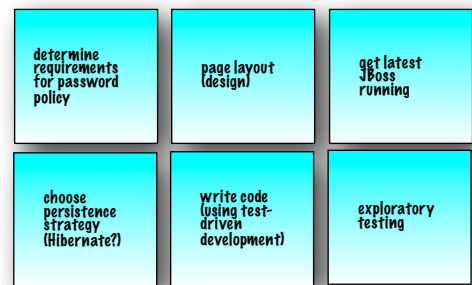 determine
requirements
for password
policy
page layout
(design)
get latest
JBoss
running
choose
persistence
strategy
(Hibernate?)
write code
(using test-
driven
development)
exploratory
testing